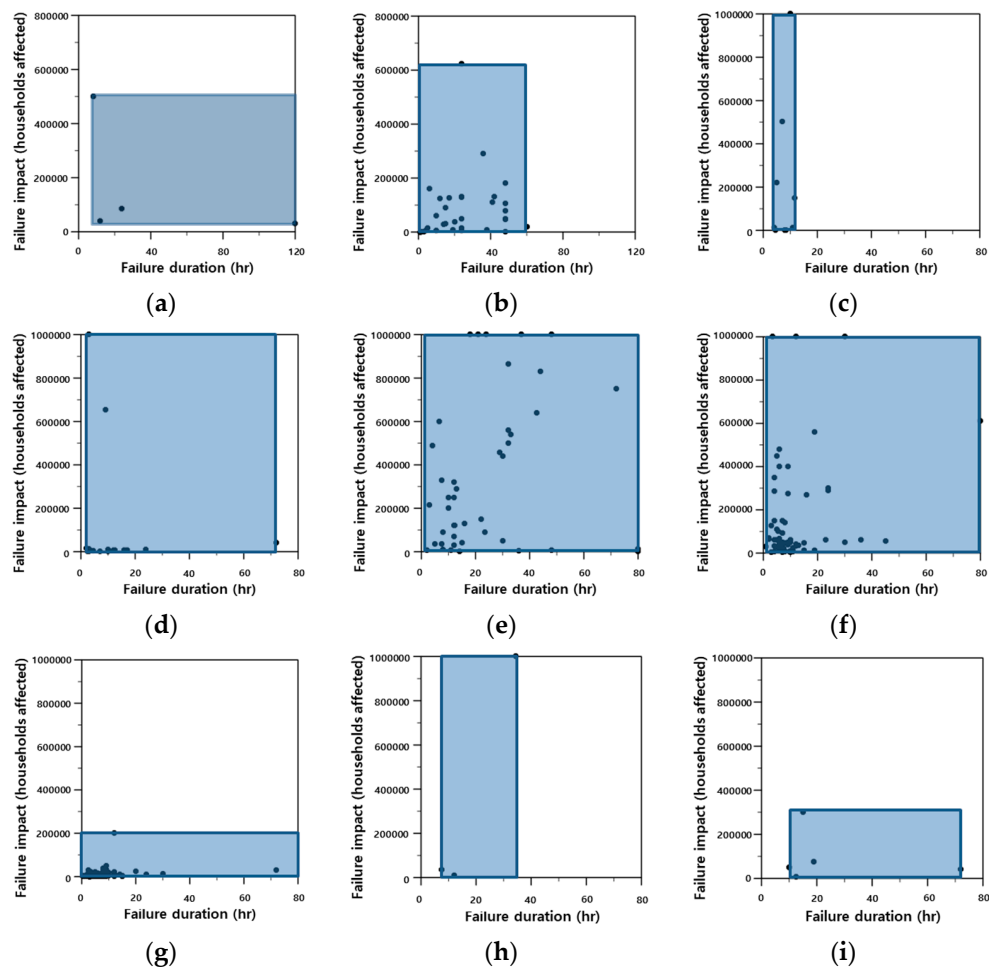 Failure impact (households affected)
800000
600000
400000
200000
0
0 40 80 120
Failure duration (hr)
(a)
Failure impact (households affected)
800000
600000
400000
200000
0
0 20 40 60 80 100
Failure duration (hr)
(b)
Failure impact (households affected)
1000000
800000
600000
400000
200000
0
0 20 40 60 80
Failure duration (hr)
(c)
Failure impact (households affected)
1000000
800000
600000
400000
200000
0
0 20 40 60 80
Failure duration (hr)
(d)
Failure impact (households affected)
1000000
800000
600000
400000
200000
0
0 20 40 60 80
Failure duration (hr)
(e)
Failure impact (households affected)
1000000
800000
600000
400000
200000
0
0 20 40 60 80
Failure duration (hr)
(f)
Failure impact (households affected)
1000000
800000
600000
400000
200000
0
0 20 40 60 80
Failure duration (hr)
(g)
Failure impact (households affected)
1000000
800000
600000
400000
200000
0
0 20 40 60 80
Failure duration (hr)
(h)
Failure impact (households affected)
1000000
800000
600000
400000
200000
0
0 20 40 60 80
Failure duration (hr)
(i)